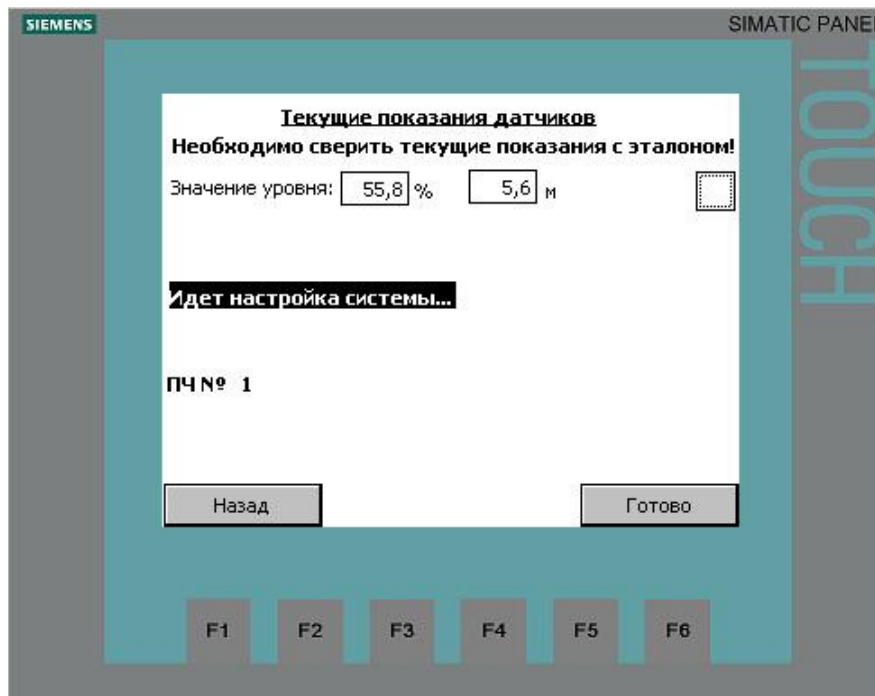 SIEMENS
SIMATIC PANEL
TOUCH
Текущие показания датчиков
Необходимо сверить текущие показания с эталоном!
Значение уровня: 55,8 % 5,6 м
Идет настройка системы...
ПЧ № 1
Назад Готово
F1 F2 F3 F4 F5 F6